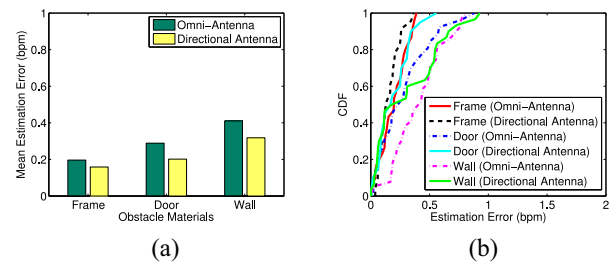 Omni-Antenna
Directional Antenna
Mean Estimation Error (bpm)
1
0.8
0.6
0.4
0.2
0
Frame
Door
Wall
Obstacle Materials
(a)
CDF
1
0.8
0.6
0.4
0.2
0
Frame (Omni-Antenna)
Frame (Directional Antenna)
Door (Omni-Antenna)
Door (Directional Antenna)
Wall (Omni-Antenna)
Wall (Directional Antenna)
0
0.5
1
1.5
2
Estimation Error (bpm)
(b)